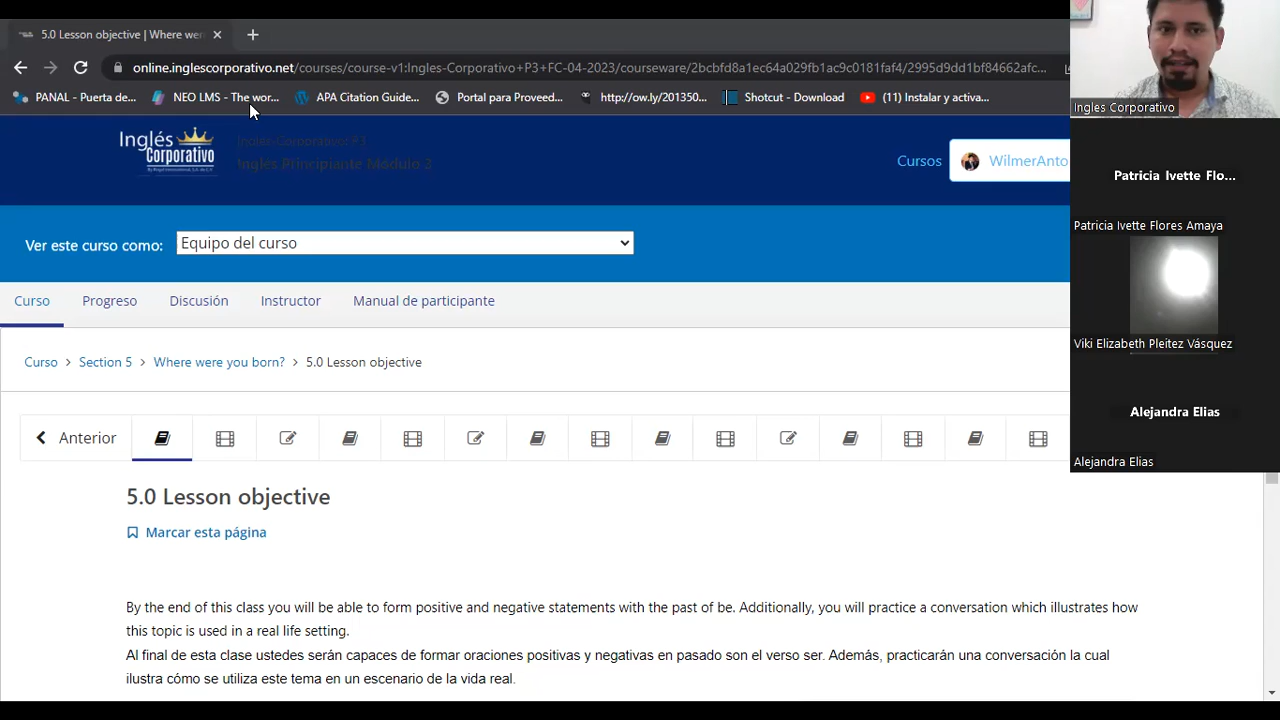 5.0 Lesson objective | Where wer
online.inglescorporativo.net/courses/course-v1:Ingles-Corporativo+P3+FC-04-2023/courseware/2bcbfd8a1ec64a029fb1ac9c0181faf4/2995d9dd1bf84662afc...
PANAL - Puerta de... NEO LMS - The wor... APA Citation Guide... Portal para Proveed... http://ow.ly/201350... Shotcut - Download (11) Instalar y activa...
Inglés Corporativo
Ingles-Corporativo: P3
Inglés Principiante Módulo 3
Cursos WilmerAnto
Ver este curso como: Equipo del curso
Curso Progreso Discusión Instructor Manual de participante
Curso > Section 5 > Where were you born? > 5.0 Lesson objective
Anterior
5.0 Lesson objective
Marcar esta página
By the end of this class you will be able to form positive and negative statements with the past of be. Additionally, you will practice a conversation which illustrates how
this topic is used in a real life setting.
Al final de esta clase ustedes serán capaces de formar oraciones positivas y negativas en pasado son el verso ser. Además, practicarán una conversación la cual
ilustra cómo se utiliza este tema en un escenario de la vida real.
Ingles Corporativo
Patricia Ivette Flo...
Patricia Ivette Flores Amaya
Viki Elizabeth Pleitez Vásquez
Alejandra Elias
Alejandra Elias